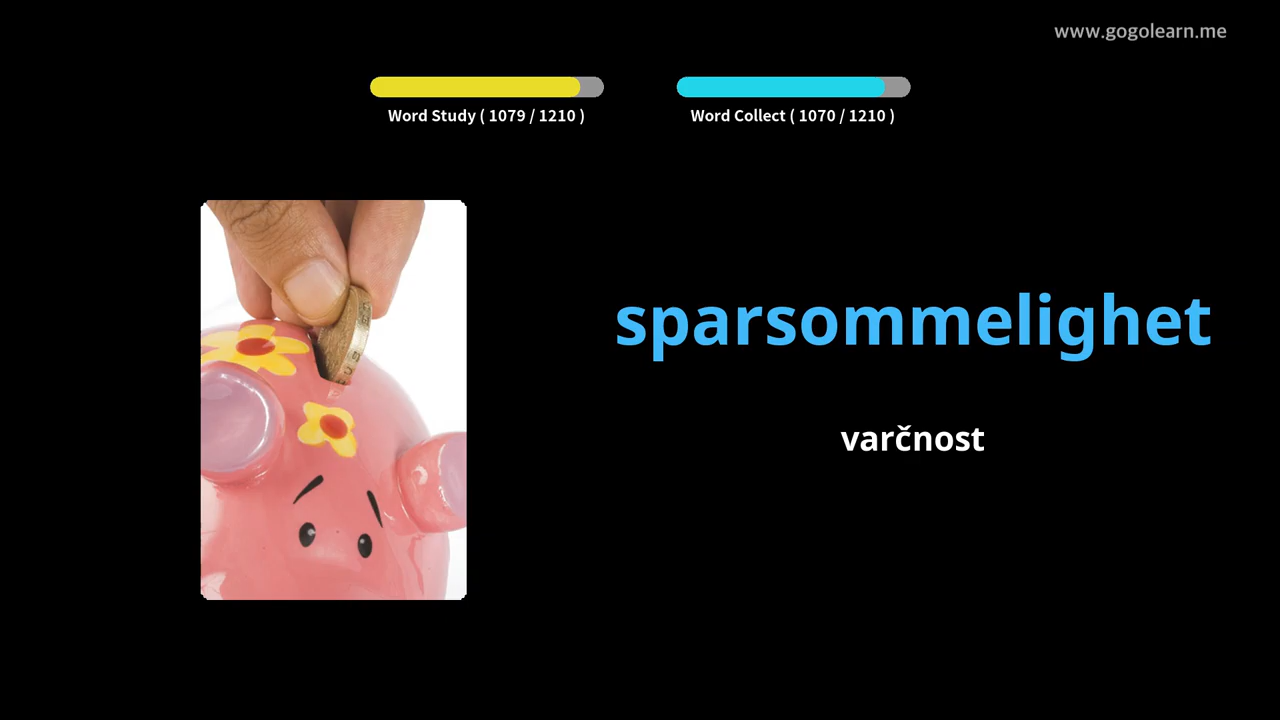 www.gogolearn.me
Word Study ( 1079 / 1210 )
Word Collect ( 1070 / 1210 )
sparsommelighet
varčnost